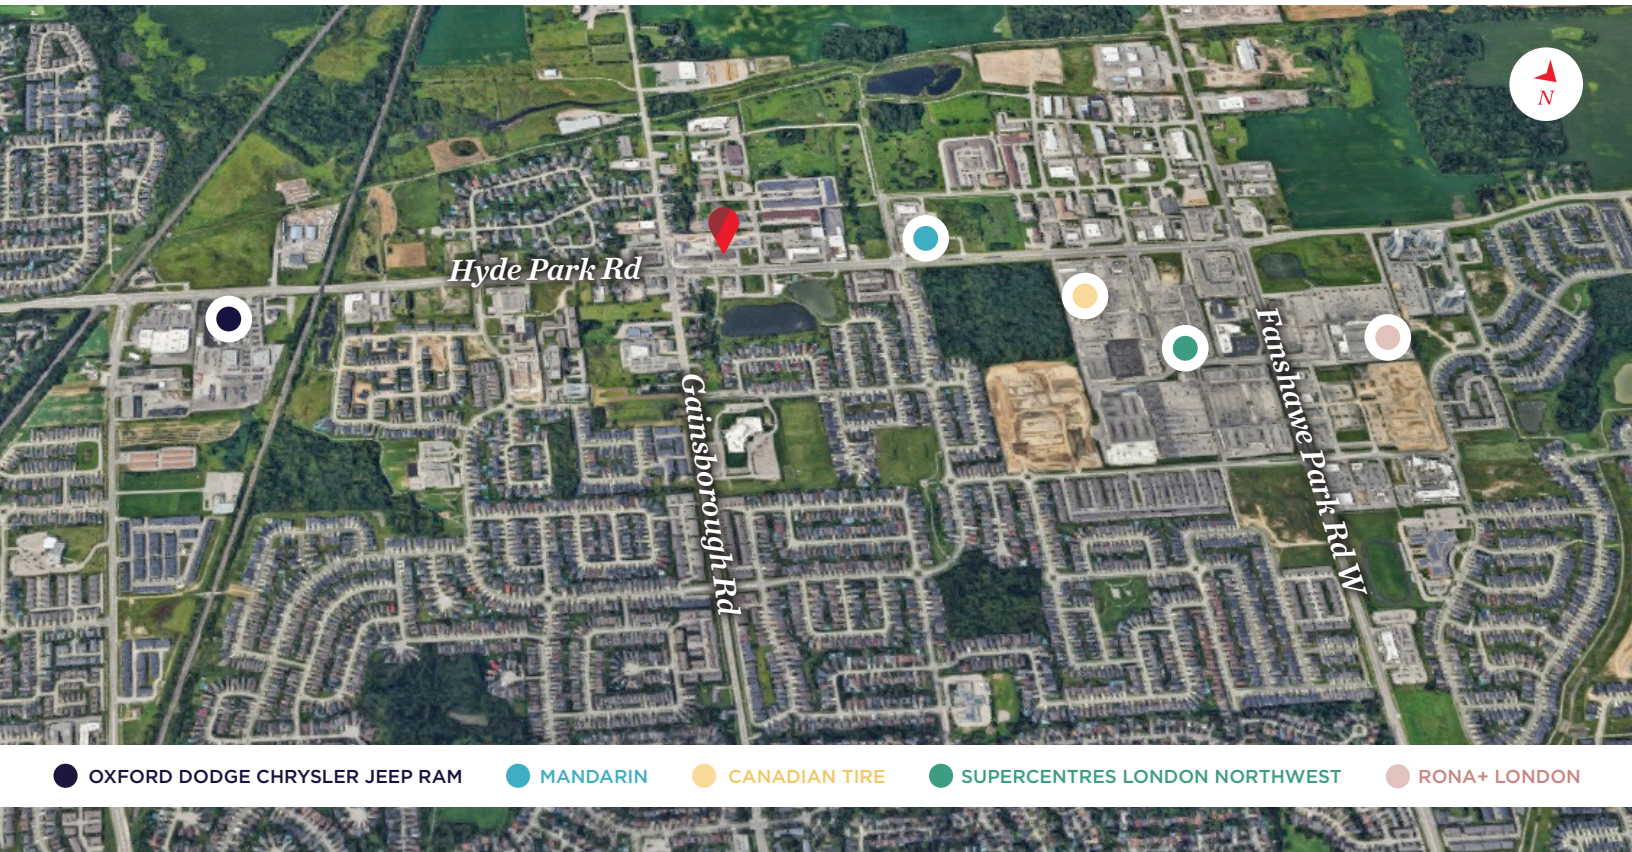 N
Hyde Park Rd
Fanshawe Park Rd W
Gainsborough Rd
OXFORD DODGE CHRYSLER JEEP RAM
MANDARIN
CANADIAN TIRE
SUPERCENTRES LONDON NORTHWEST
RONA+ LONDON